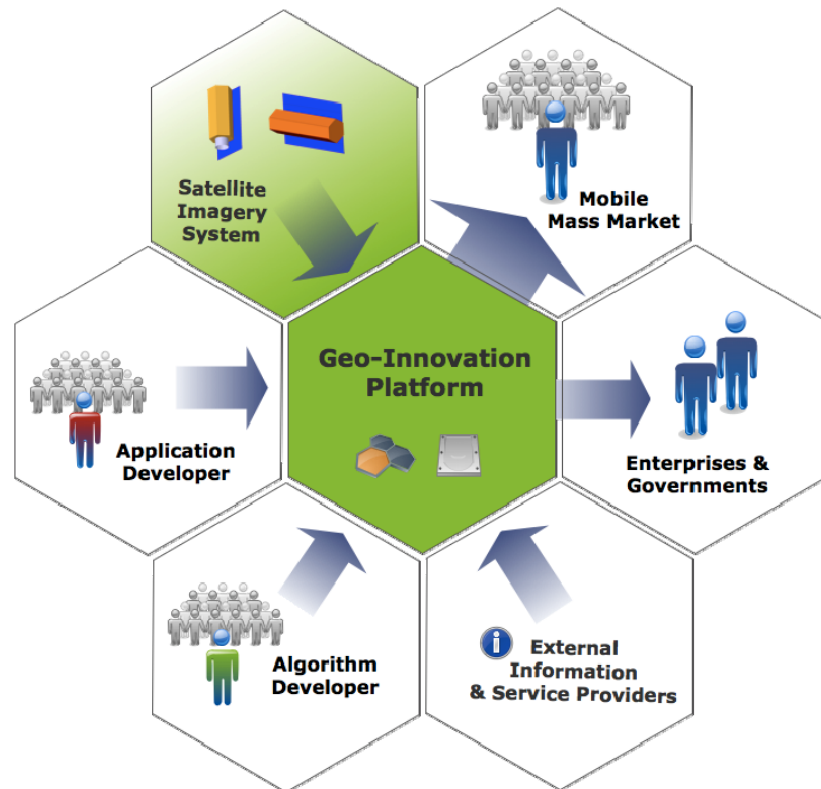 Satellite
Imagery
System
Mobile
Mass Market
Geo-Innovation
Platform
Application
Developer
Enterprises &
Governments
Algorithm
Developer
External
Information
& Service Providers